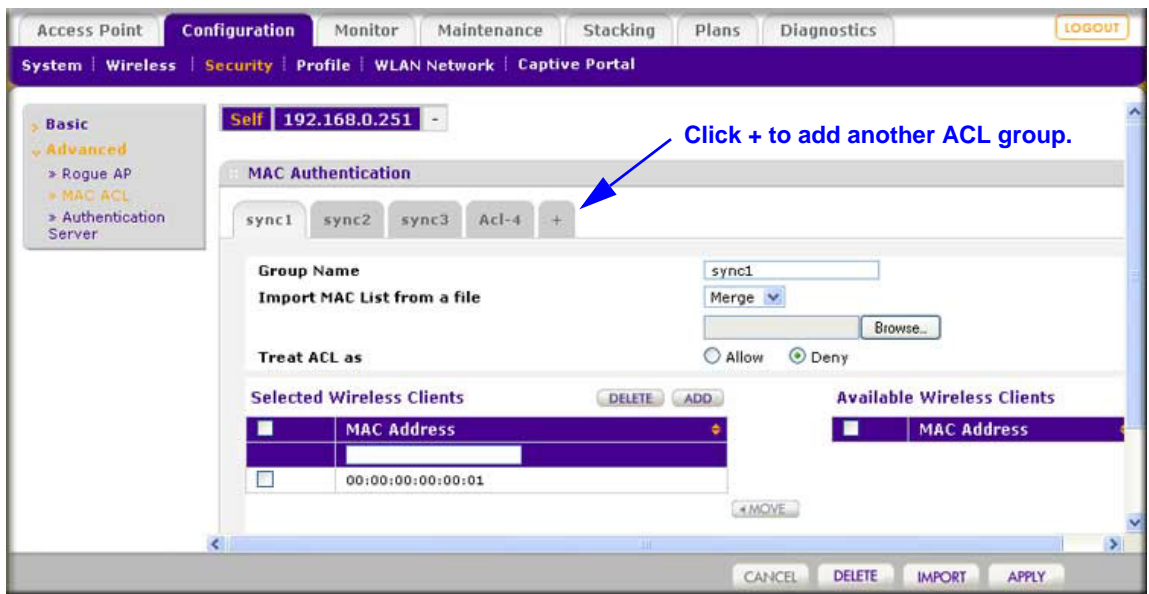 Access Point Configuration Monitor Maintenance Stacking Plans Diagnostics LOGOUT
System Wireless Security Profile WLAN Network Captive Portal
Basic
Advanced
» Rogue AP
» MAC ACL
» Authentication
Server
Self 192.168.0.251 -
Click + to add another ACL group.
MAC Authentication
sync1 sync2 sync3 Acl-4 +
Group Name sync1
Import MAC List from a file Merge
Browse...
Treat ACL as Allow Deny
Selected Wireless Clients DELETE ADD Available Wireless Clients
MAC Address MAC Address
00:00:00:00:00:01
MOVE
CANCEL DELETE IMPORT APPLY